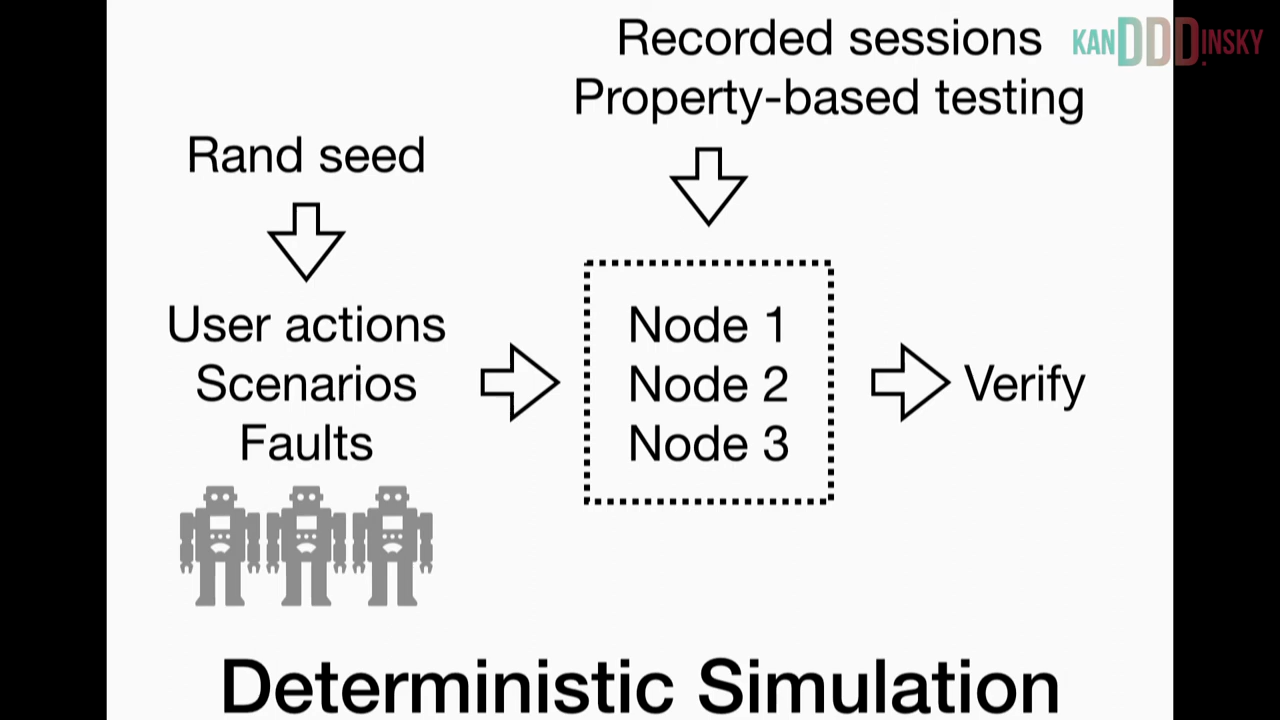 Recorded sessions
Property-based testing
KANDDDINSKY
Rand seed
User actions
Scenarios
Faults
Node 1
Node 2
Node 3
Verify
Deterministic Simulation